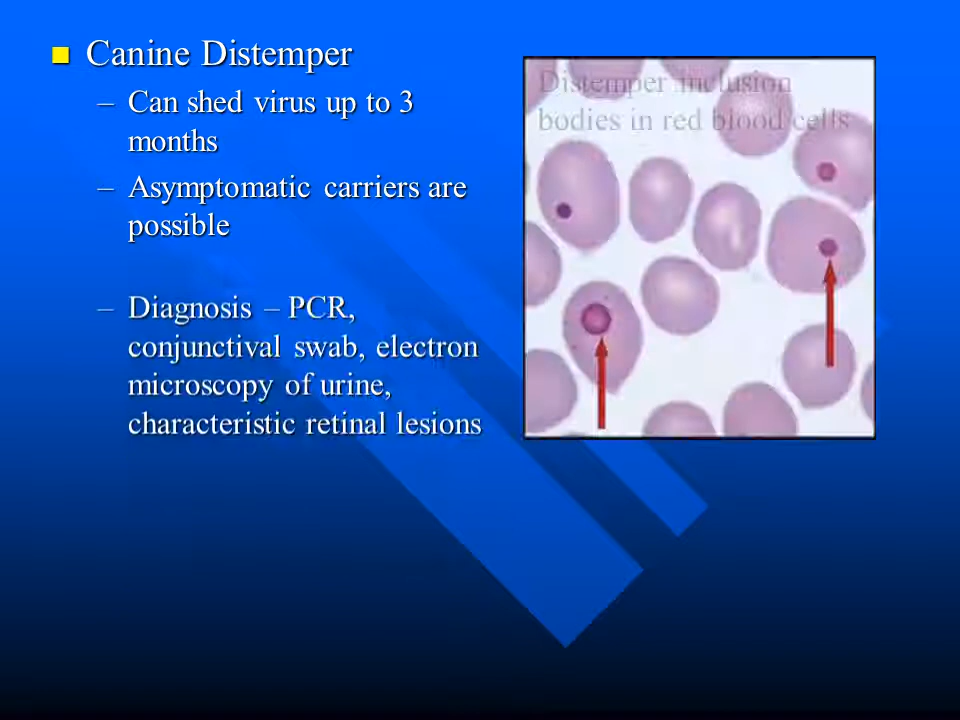 Canine Distemper
– Can shed virus up to 3
months
– Asymptomatic carriers are
possible
– Diagnosis – PCR,
conjunctival swab, electron
microscopy of urine,
characteristic retinal lesions
Distemper inclusion
bodies in red blood cells